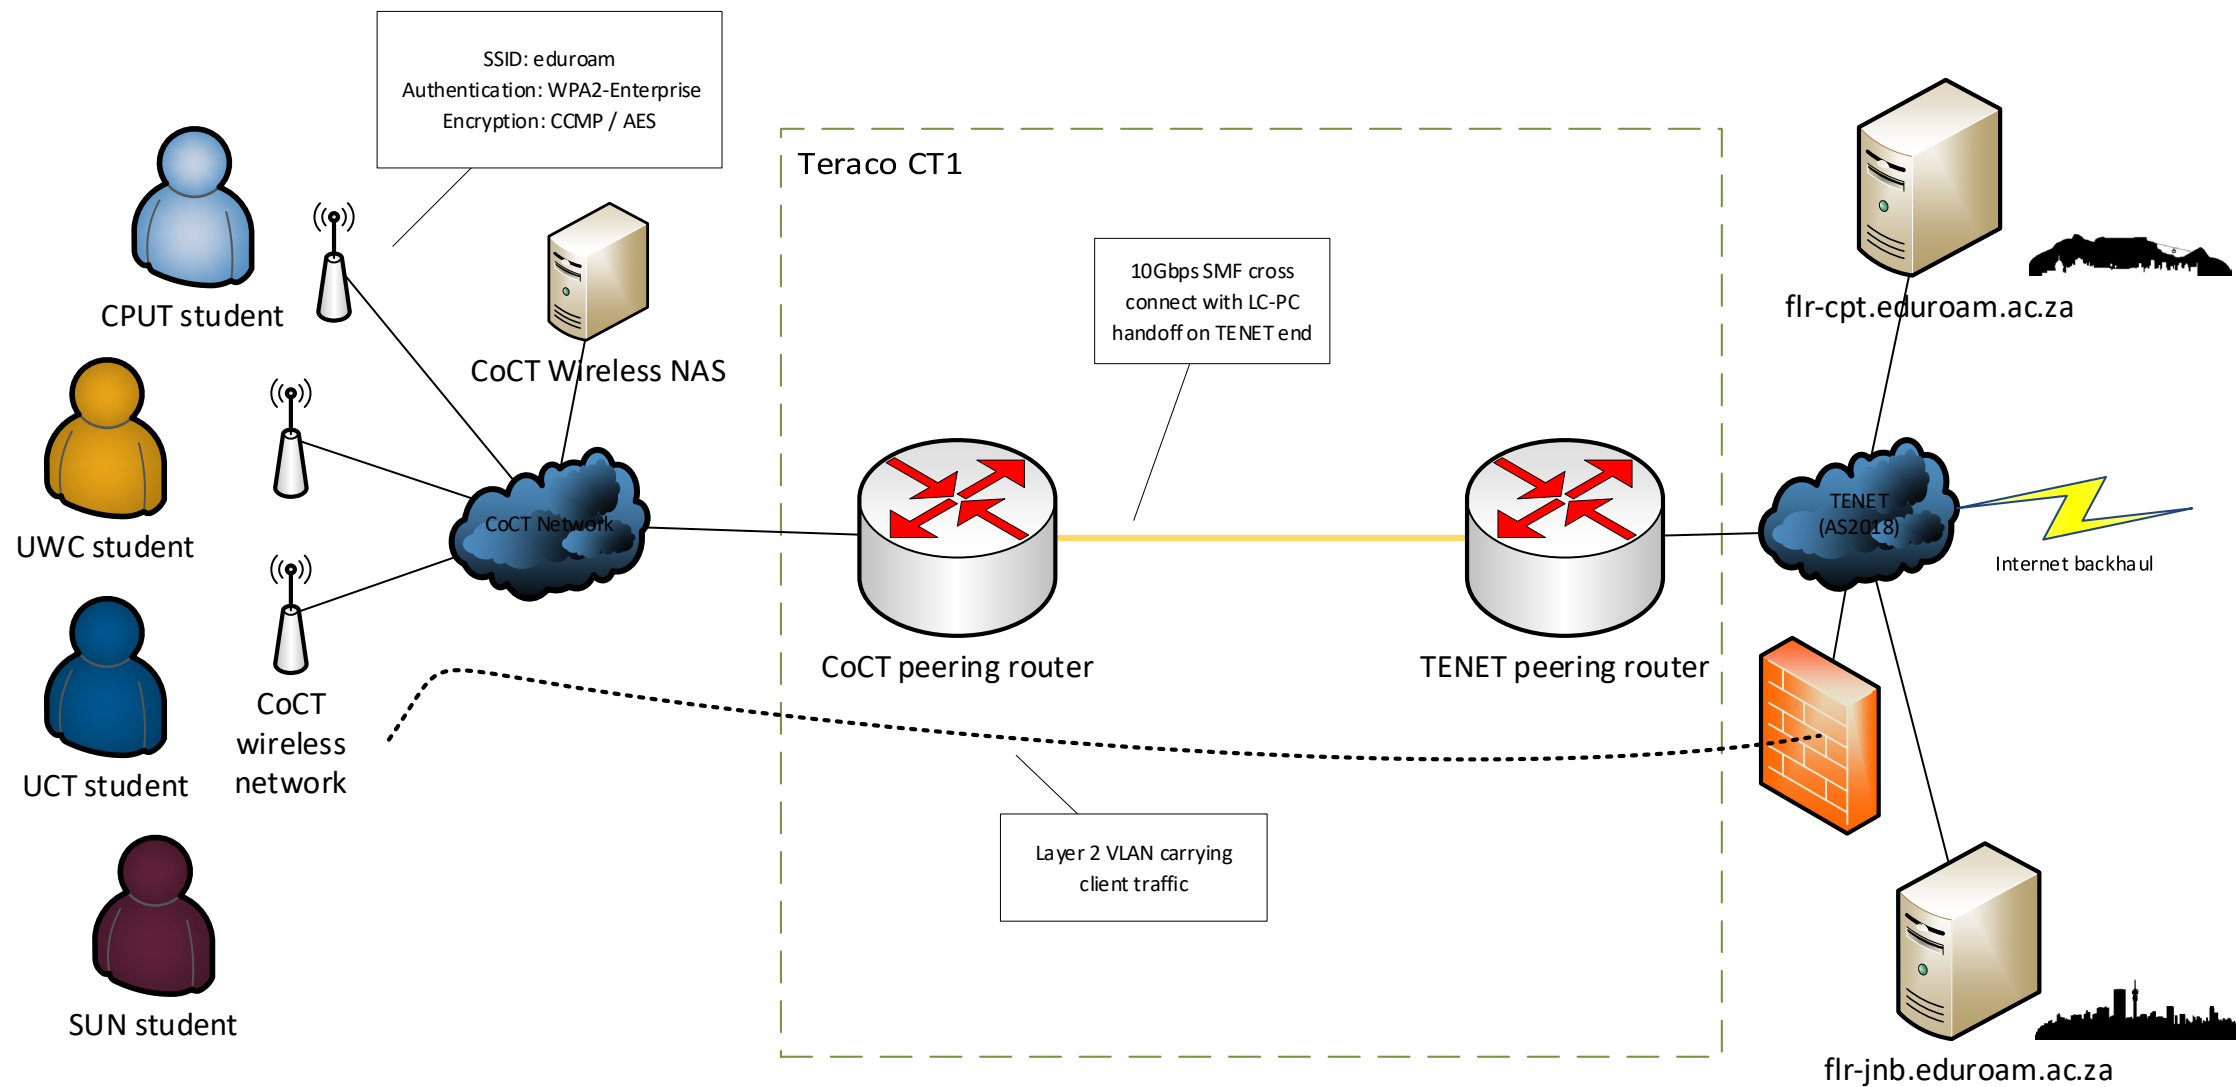 SSID: eduroam
Authentication: WPA2-Enterprise
Encryption: CCMP / AES
Teraco CT1
CPUT student
CoCT Wireless NAS
10Gbps SMF cross
connect with LC-PC
handoff on TENET end
flr-cpt.eduroam.ac.za
UWC student
CoCT Network
TENET
(AS2018)
Internet backhaul
CoCT peering router
TENET peering router
UCT student
CoCT
wireless
network
Layer 2 VLAN carrying
client traffic
SUN student
flr-jnb.eduroam.ac.za